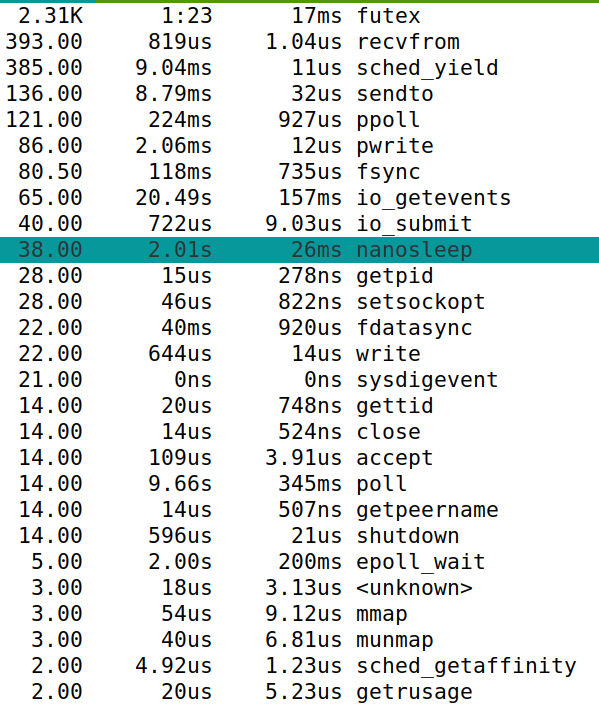 2.31K 1:23 17ms futex
393.00 819us 1.04us recvfrom
385.00 9.04ms 11us sched_yield
136.00 8.79ms 32us sendto
121.00 224ms 927us ppoll
86.00 2.06ms 12us pwrite
80.50 118ms 735us fsync
65.00 20.49s 157ms io_getevents
40.00 722us 9.03us io_submit
38.00 2.01s 26ms nanosleep
28.00 15us 278ns getpid
28.00 46us 822ns setsockopt
22.00 40ms 920us fdatasync
22.00 644us 14us write
21.00 0ns 0ns sysdigevent
14.00 20us 748ns gettid
14.00 14us 524ns close
14.00 109us 3.91us accept
14.00 9.66s 345ms poll
14.00 14us 507ns getpeername
14.00 596us 21us shutdown
5.00 2.00s 200ms epoll_wait
3.00 18us 3.13us <unknown>
3.00 54us 9.12us mmap
3.00 40us 6.81us munmap
2.00 4.92us 1.23us sched_getaffinity
2.00 20us 5.23us getrusage